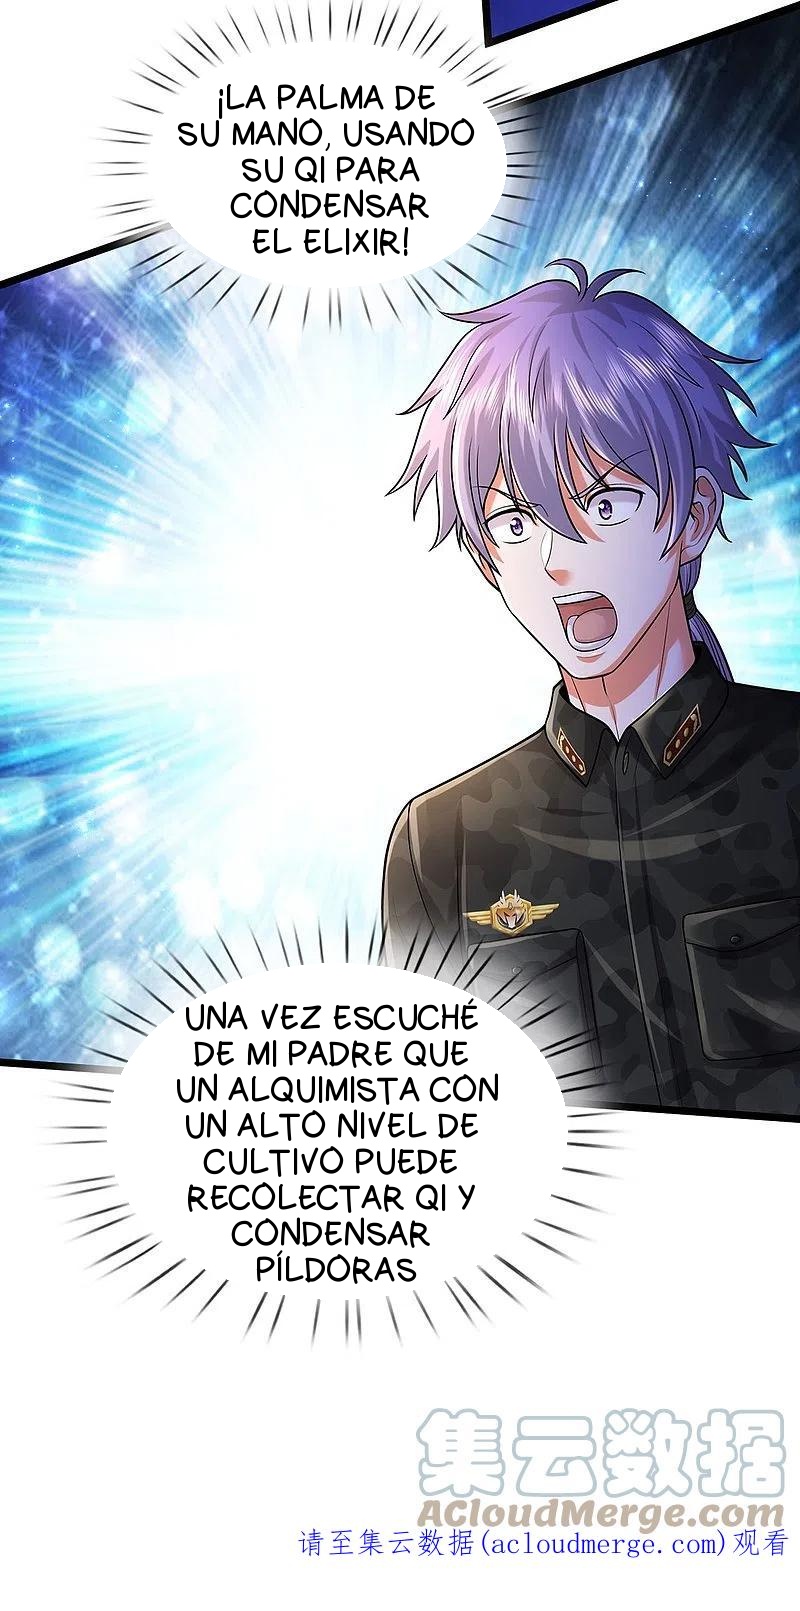 ¡LA PALMA DE
SU MANO, USANDO
SU QI PARA
CONDENSAR
EL ELIXIR!
UNA VEZ ESCUCHÉ
DE MI PADRE QUE
UN ALQUIMISTA CON
UN ALTO NIVEL DE
CULTIVO PUEDE
RECOLECTAR QI Y
CONDENSAR
PÍLDORAS
集云数据
ACloudMerge.com
请至集云数据(acloudmerge.com)观看